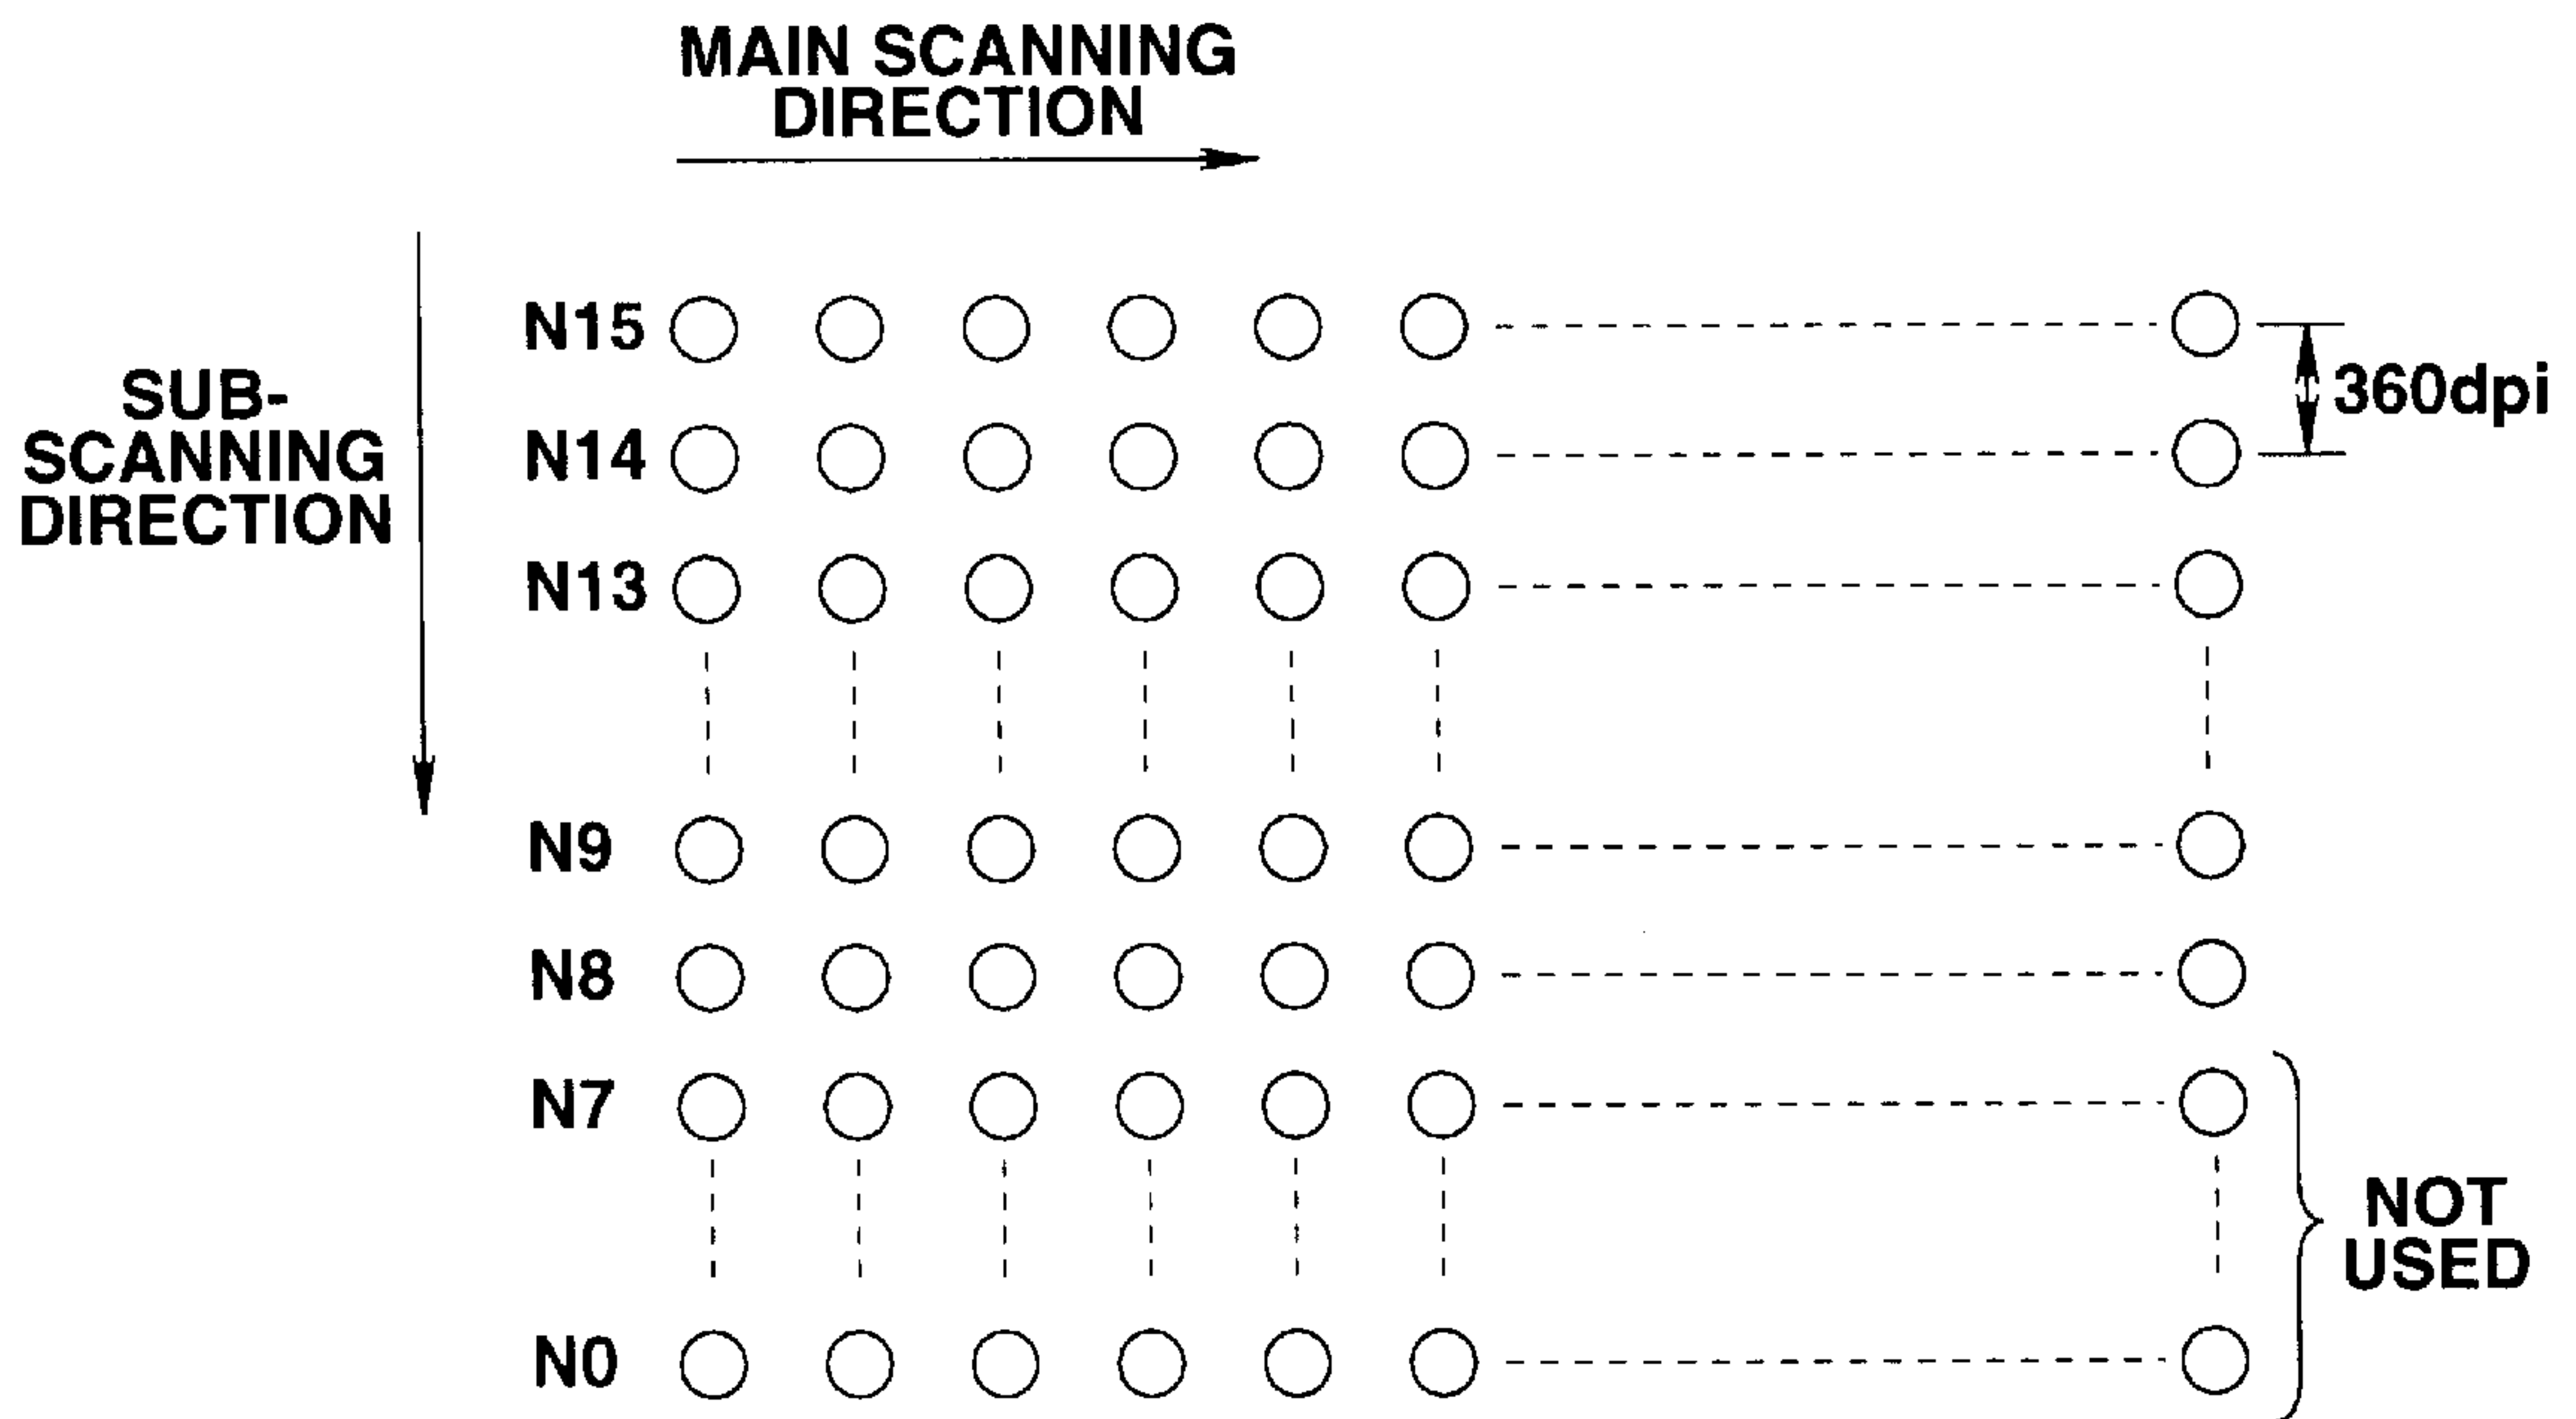 MAIN SCANNING
DIRECTION
SUB-
SCANNING
DIRECTION
N15
N14
360dpi
N13
N9
N8
N7
N0
NOT
USED